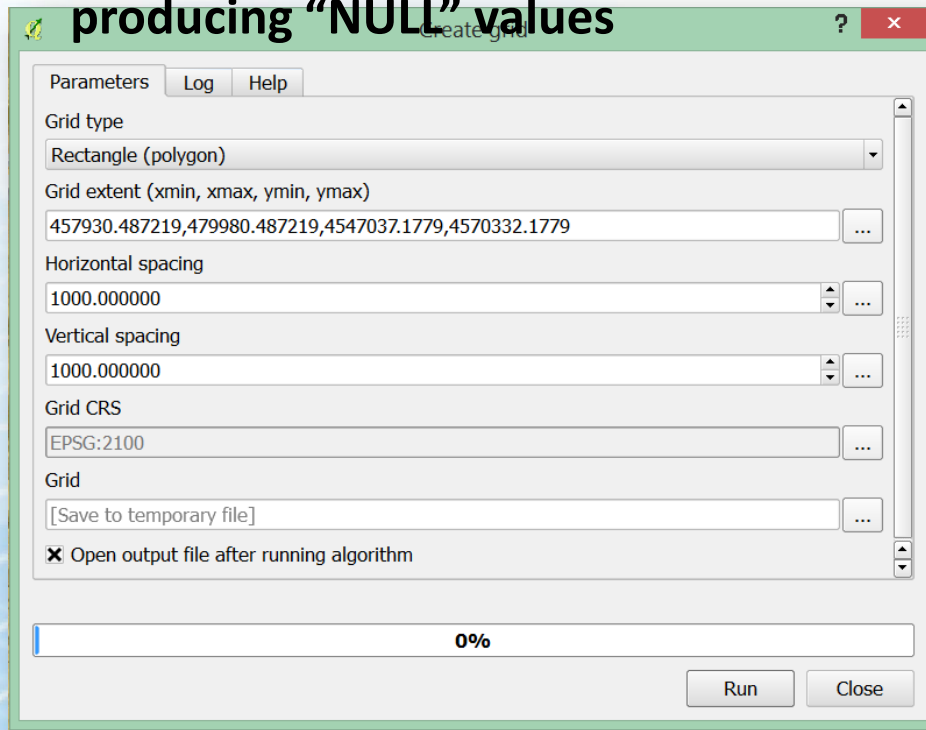 producing “NULL” values
Create grid ?
Parameters Log Help
Grid type
Rectangle (polygon)
Grid extent (xmin, xmax, ymin, ymax)
457930.487219,479980.487219,4547037.1779,4570332.1779
...
Horizontal spacing
1000.000000
...
Vertical spacing
1000.000000
...
Grid CRS
EPSG:2100
...
Grid
[Save to temporary file]
...
Open output file after running algorithm
0%
Run Close